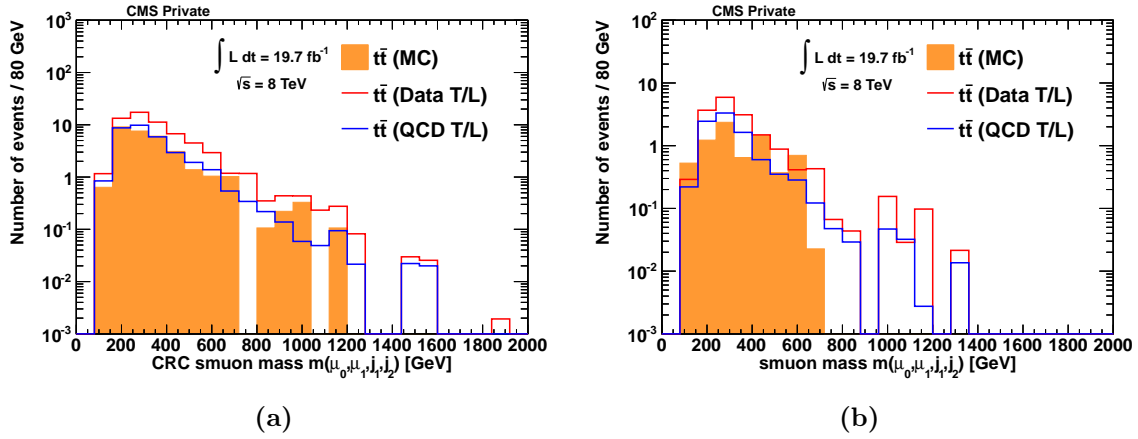 CMS Private
Number of events / 80 GeV
10³
10²
10
1
10⁻¹
10⁻²
10⁻³
∫ L dt = 19.7 fb⁻¹
√s = 8 TeV
tt̄ (MC)
tt̄ (Data T/L)
tt̄ (QCD T/L)
0 200 400 600 800 1000 1200 1400 1600 1800 2000
CRC smuon mass m(μ₀,μ₁,j₁,j₂) [GeV]
(a)
CMS Private
Number of events / 80 GeV
10²
10
1
10⁻¹
10⁻²
10⁻³
∫ L dt = 19.7 fb⁻¹
√s = 8 TeV
tt̄ (MC)
tt̄ (Data T/L)
tt̄ (QCD T/L)
0 200 400 600 800 1000 1200 1400 1600 1800 2000
smuon mass m(μ₀,μ₁,j₁,j₂) [GeV]
(b)